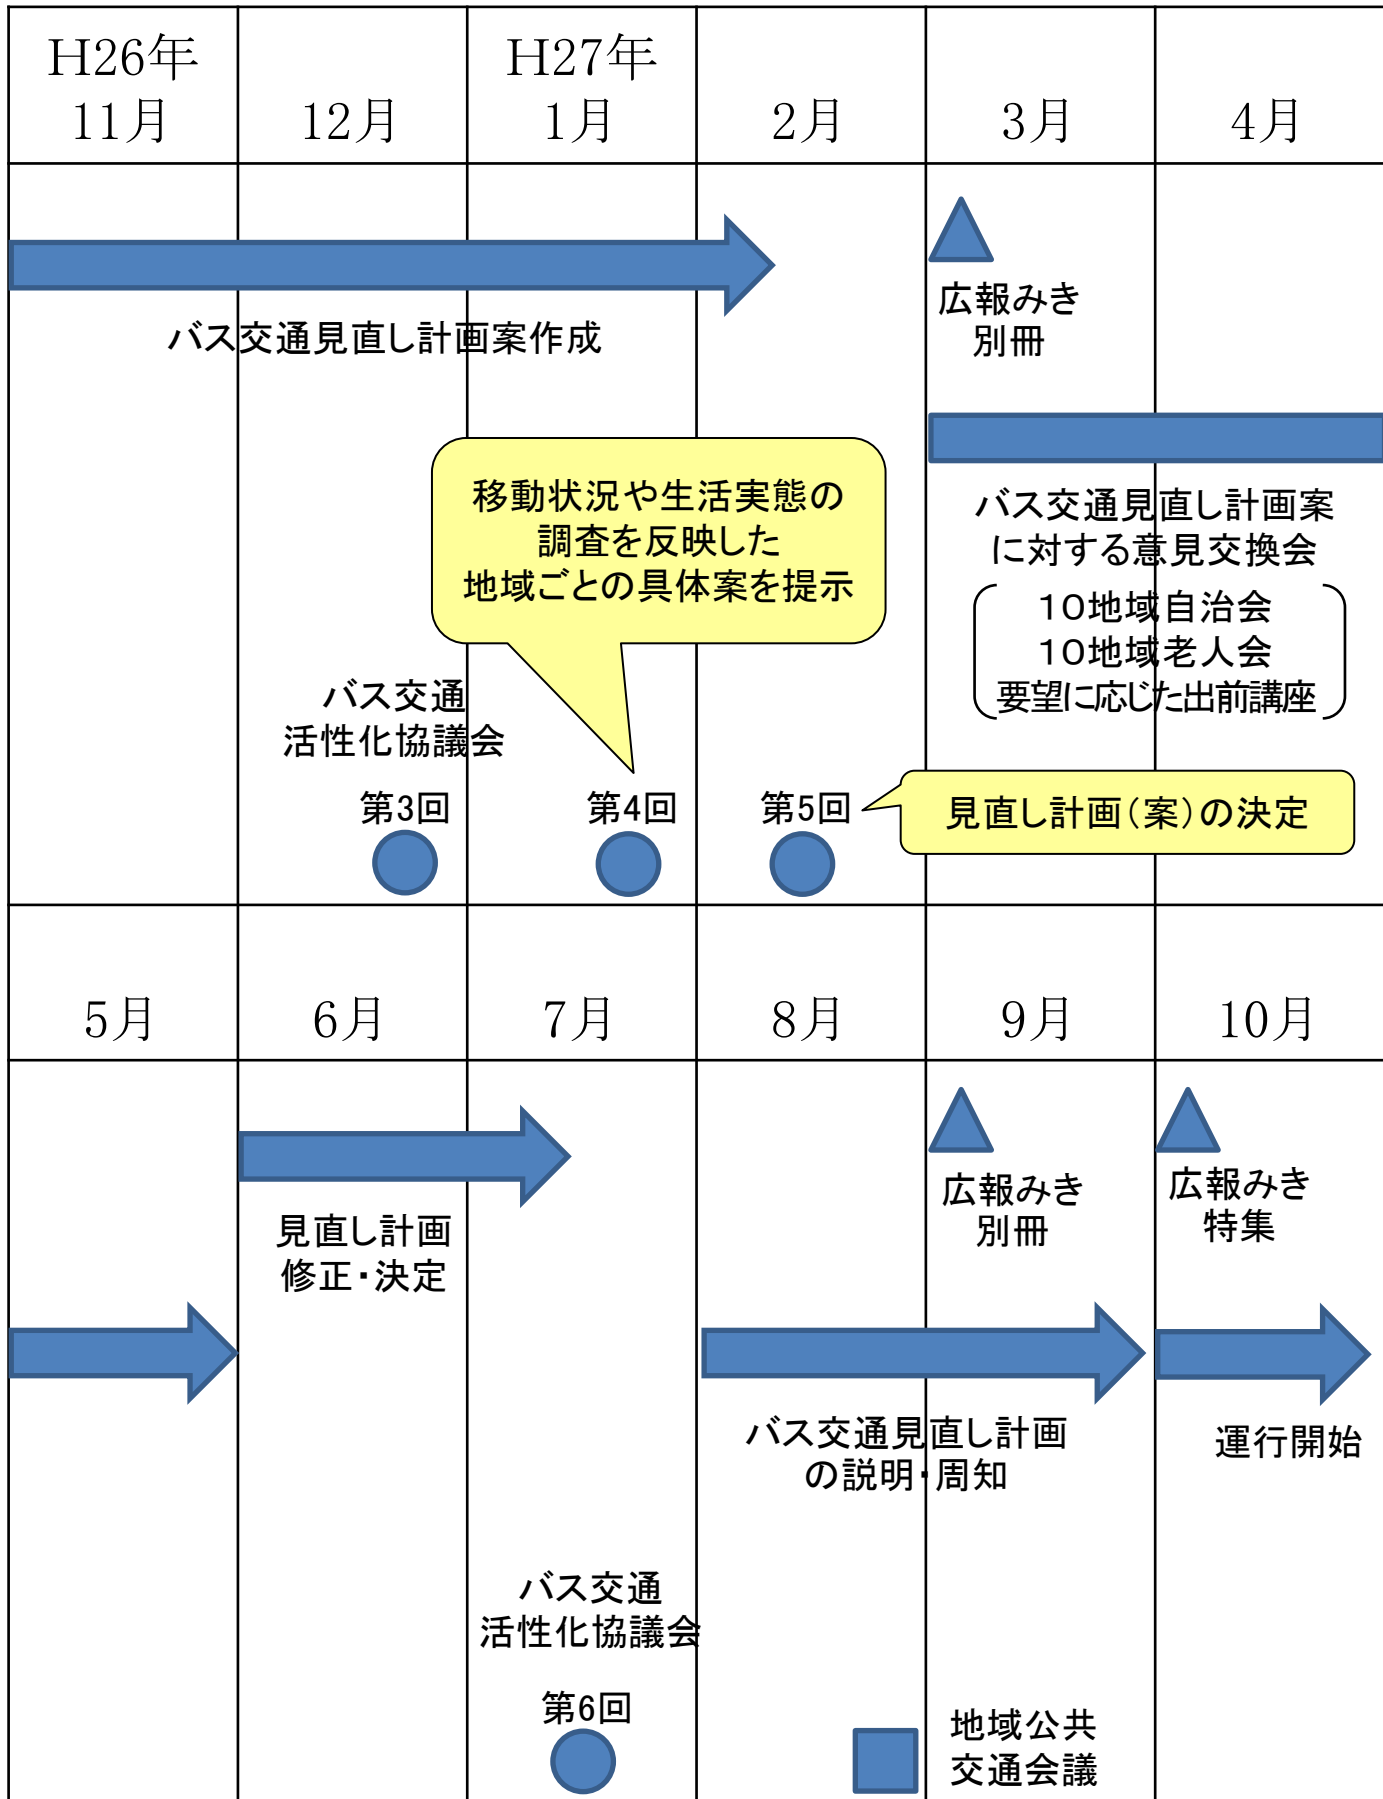 H26年
11月
12月
H27年
1月
2月
3月
4月
バス交通見直し計画案作成
広報みき
別冊
移動状況や生活実態の
調査を反映した
地域ごとの具体案を提示
バス交通見直し計画案
に対する意見交換会
10地域自治会
10地域老人会
要望に応じた出前講座
バス交通
活性化協議会
第3回
第4回
第5回
見直し計画(案)の決定
5月
6月
7月
8月
9月
10月
見直し計画
修正・決定
広報みき
別冊
広報みき
特集
バス交通見直し計画
の説明・周知
運行開始
バス交通
活性化協議会
第6回
地域公共
交通会議